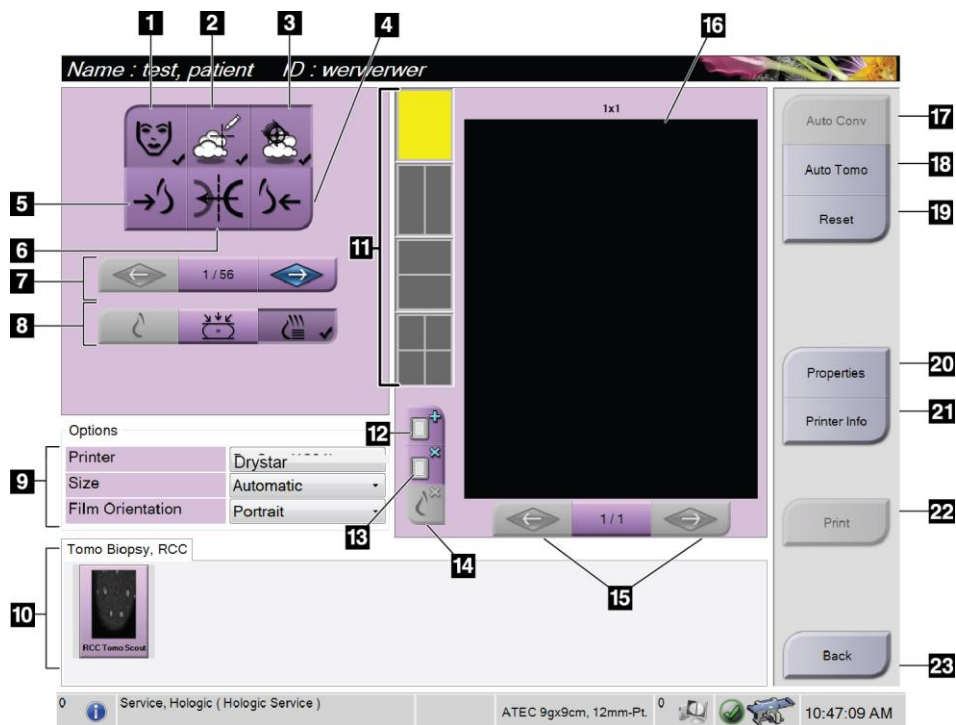 1 2 3 4 16
Name : test, patient ID : werwerwer
1x1
Auto Conv 17
Auto Tomo 18
Reset 19
5
6
11
7 1 / 56
8
Properties 20
Printer Info 21
Options
12
Printer Drystar
9 Size Automatic
Film Orientation Portrait
13
1 / 1
Print 22
14
15
Tomo Biopsy, RCC
10
RCC Tomo Scout
Back 23
0 Service, Hologic ( Hologic Service ) ATEC 9gx9cm, 12mm-Pt. 0 10:47:09 AM